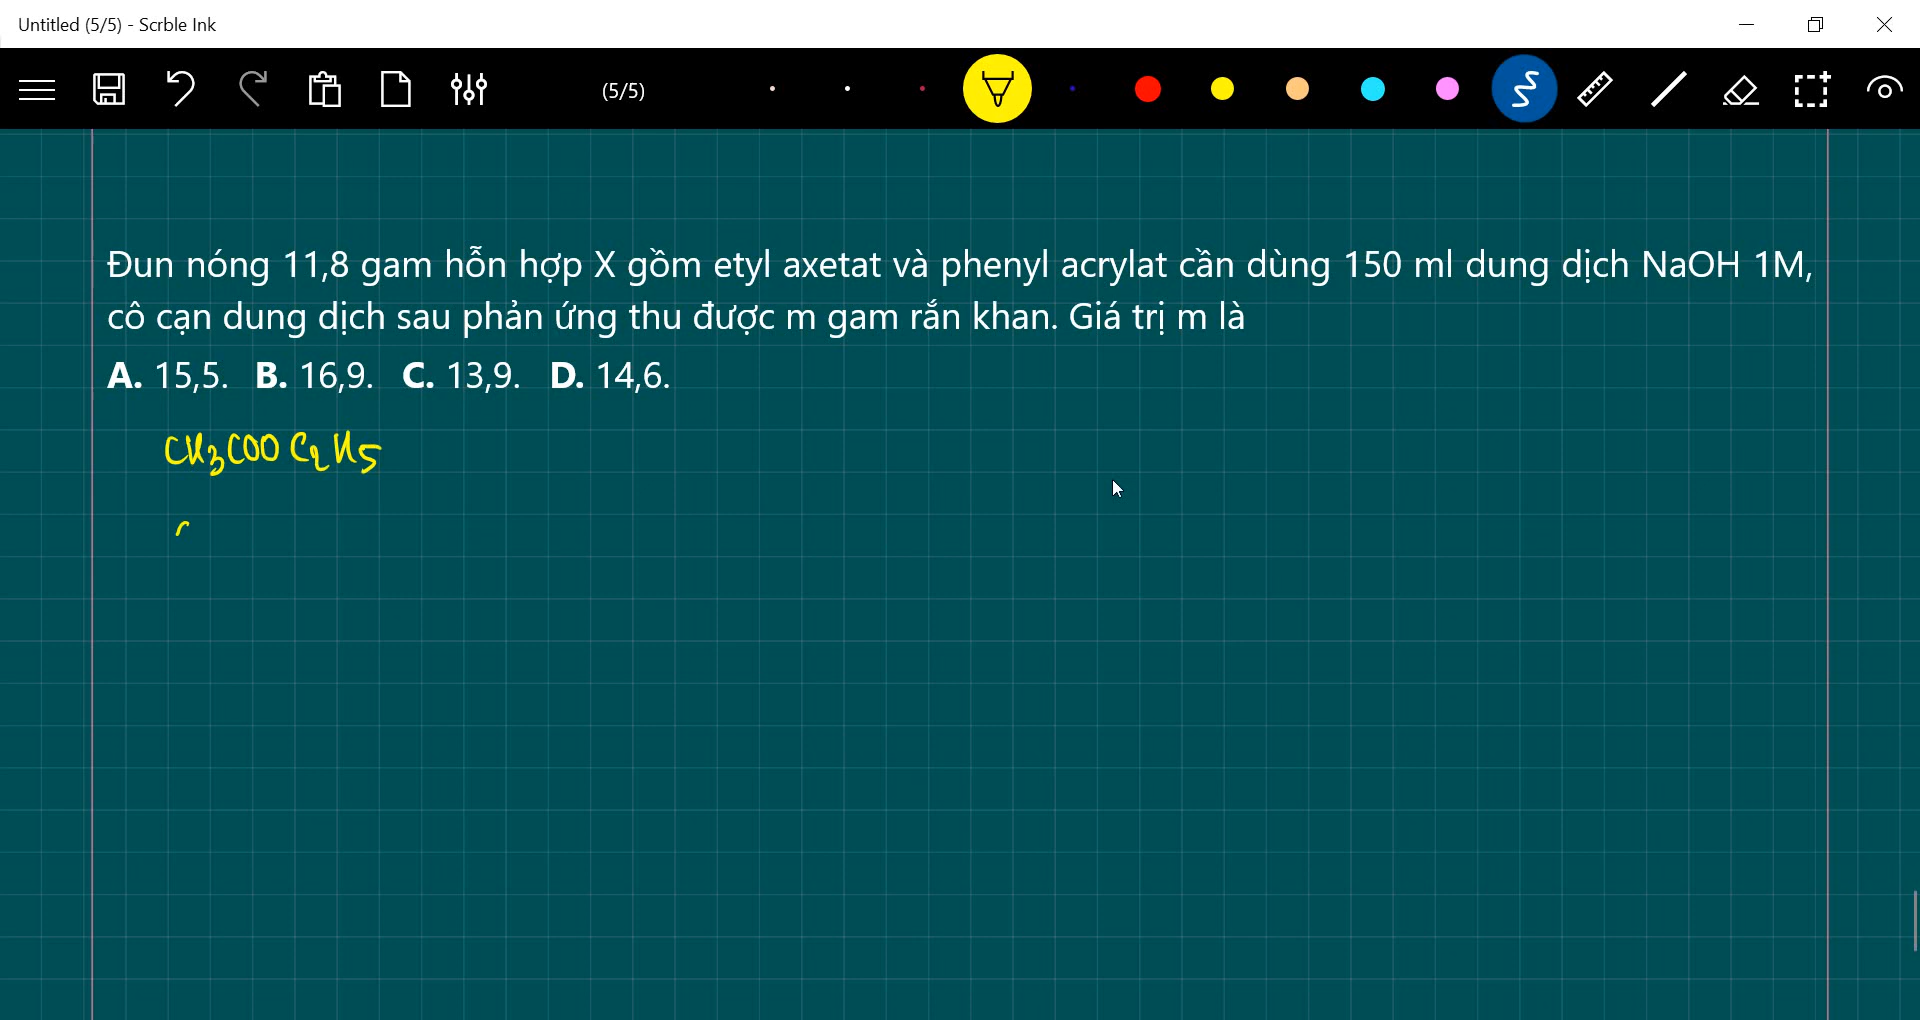 Untitled (5/5) - Scrble Ink
(5/5)
Đun nóng 11,8 gam hỗn hợp X gồm etyl axetat và phenyl acrylat cần dùng 150 ml dung dịch NaOH 1M,
cô cạn dung dịch sau phản ứng thu được m gam rắn khan. Giá trị m là
A. 15,5. B. 16,9. C. 13,9. D. 14,6.
CH3COOC2H5